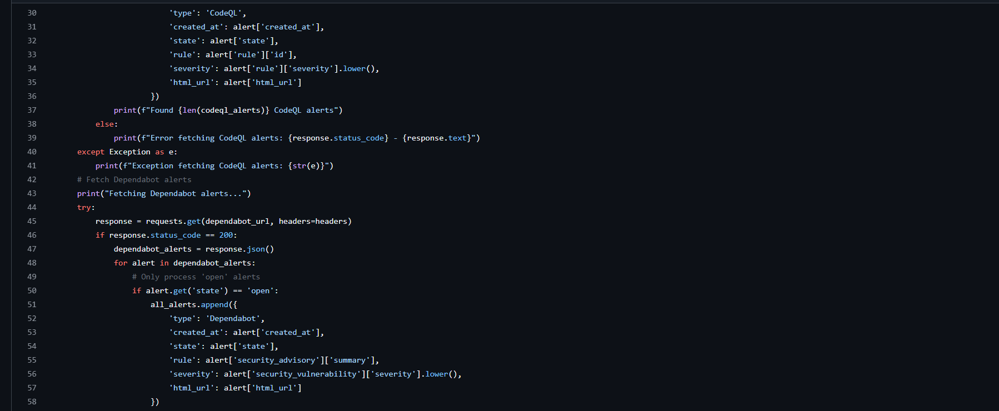 30                             'type': 'CodeQL',
31                             'created_at': alert['created_at'],
32                             'state': alert['state'],
33                             'rule': alert['rule']['id'],
34                             'severity': alert['rule']['severity'].lower(),
35                             'html_url': alert['html_url']
36                         })
37                 print(f"Found {len(codeql_alerts)} CodeQL alerts")
38             else:
39                 print(f"Error fetching CodeQL alerts: {response.status_code} - {response.text}")
40         except Exception as e:
41             print(f"Exception fetching CodeQL alerts: {str(e)}")
42         # Fetch Dependabot alerts
43         print("Fetching Dependabot alerts...")
44         try:
45             response = requests.get(dependabot_url, headers=headers)
46             if response.status_code == 200:
47                 dependabot_alerts = response.json()
48                 for alert in dependabot_alerts:
49                     # Only process 'open' alerts
50                     if alert.get('state') == 'open':
51                         all_alerts.append({
52                             'type': 'Dependabot',
53                             'created_at': alert['created_at'],
54                             'state': alert['state'],
55                             'rule': alert['security_advisory']['summary'],
56                             'severity': alert['security_vulnerability']['severity'].lower(),
57                             'html_url': alert['html_url']
58                         })